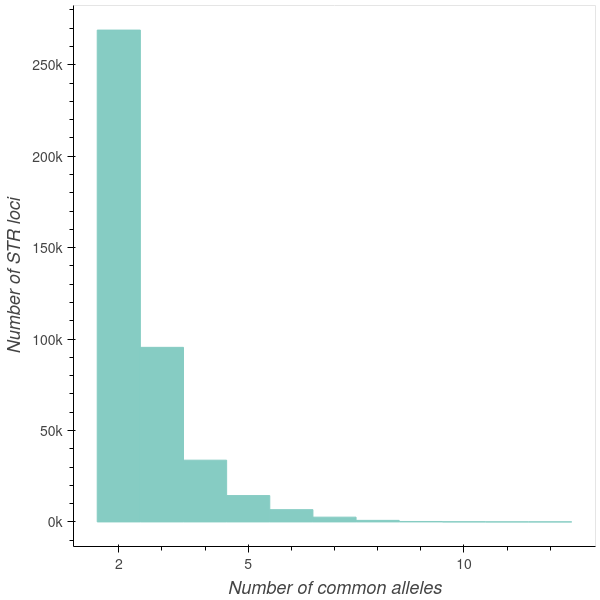 250k
200k
150k
100k
50k
0k
Number of STR loci
2 5 10
Number of common alleles